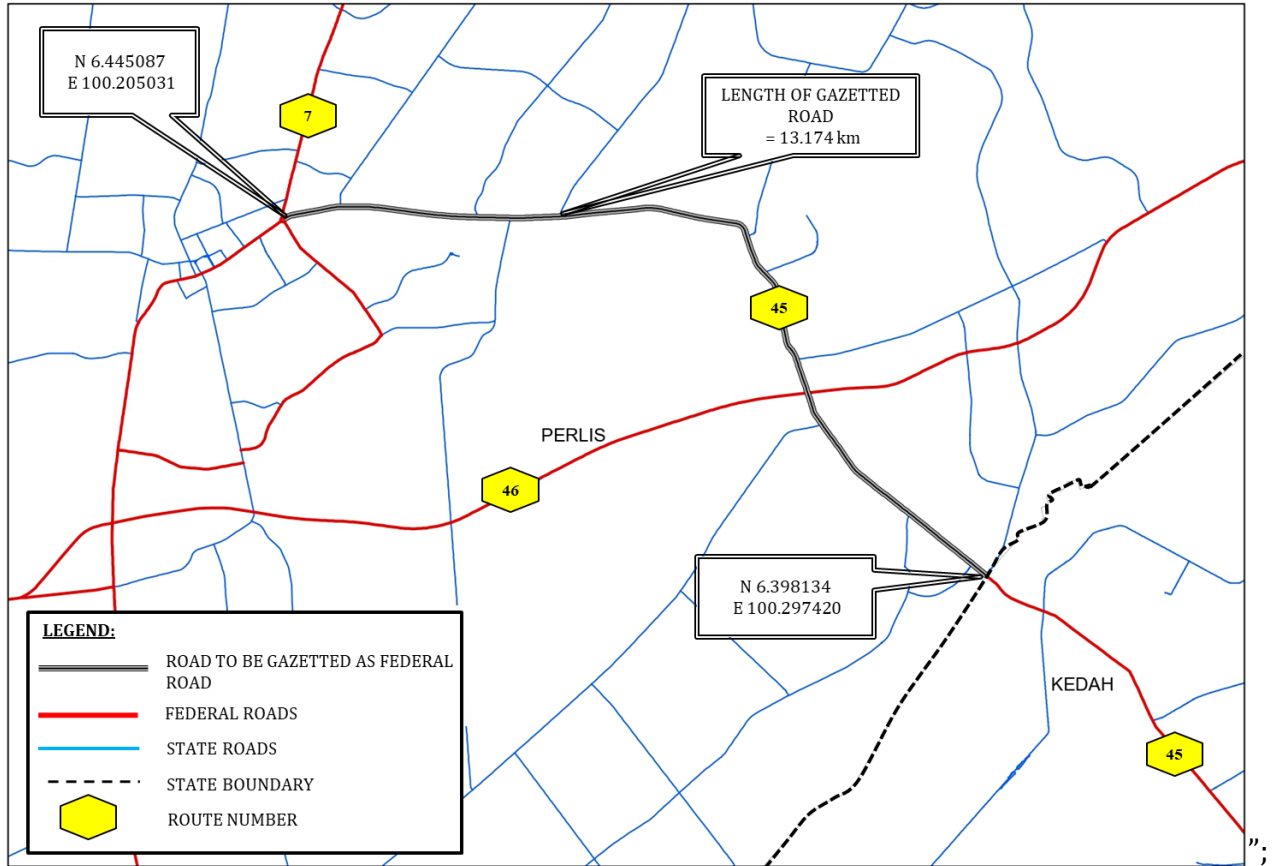 N 6.445087
E 100.205031
7
LENGTH OF GAZETTED
ROAD
= 13.174 km
45
PERLIS
46
N 6.398134
E 100.297420
KEDAH
45
LEGEND:
ROAD TO BE GAZETTED AS FEDERAL
ROAD
FEDERAL ROADS
STATE ROADS
STATE BOUNDARY
ROUTE NUMBER
”;